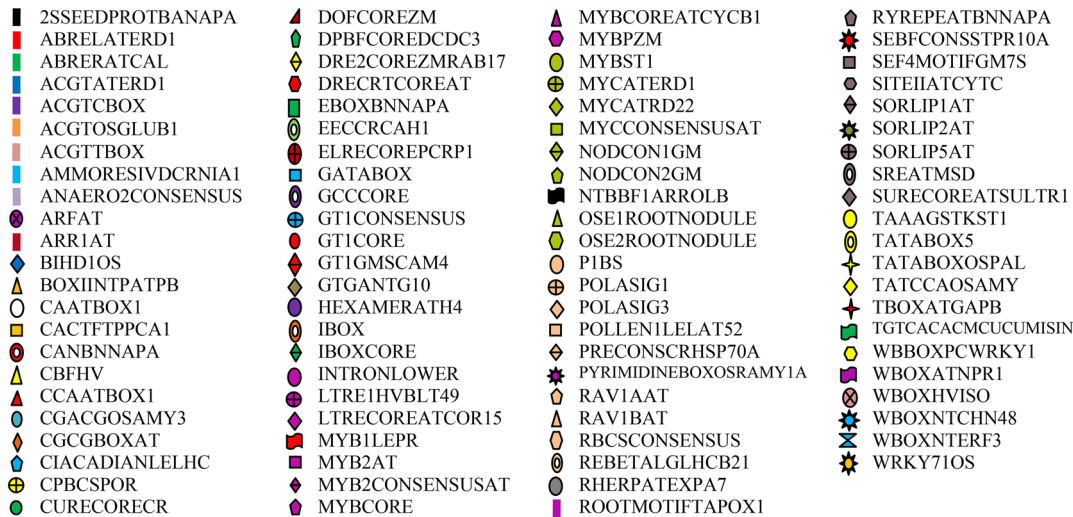 2SSEEDPROTBANAPA
ABRELATERD1
ABRERATCAL
ACGTATERD1
ACGTCBOX
ACGTOSGLUB1
ACGTTBOX
AMMORESIVDCRNIA1
ANAERO2CONSENSUS
ARFAT
ARR1AT
BIHD1OS
BOXIINTPATPB
CAATBOX1
CACTFTPPCA1
CANBNNAPA
CBFHV
CCAATBOX1
CGACGOSAMY3
CGCGBOXAT
CIACADIANLELHC
CPBCSPOR
CURECORECR
DOFCOREZM
DPBFCOREDCDC3
DRE2COREZMRAB17
DRECRTCOREAT
EBOXBNNAPA
EECCRCAH1
ELRECOREPCRP1
GATABOX
GCCCORE
GT1CONSENSUS
GT1CORE
GT1GMSCAM4
GTGANTG10
HEXAMERATH4
IBOX
IBOXCORE
INTRONLOWER
LTRE1HVBLT49
LTRECOREATCOR15
MYB1LEPR
MYB2AT
MYB2CONSENSUSAT
MYBCORE
MYBCOREATCYCB1
MYBPZM
MYBST1
MYCATERD1
MYCATRD22
MYCCONSENSUSAT
NODCON1GM
NODCON2GM
NTBBF1ARROLB
OSE1ROOTNODULE
OSE2ROOTNODULE
P1BS
POLASIG1
POLASIG3
POLLEN1LELAT52
PRECONSCRHSP70A
PYRIMIDINEBOXOSRAMY1A
RAV1AAT
RAV1BAT
RBCSCONSENSUS
REBETALGLHCB21
RHERPATEXPA7
ROOTMOTIFTAPOX1
RYREPEATBNNAPA
SEBFCONSSTPR10A
SEF4MOTIFGM7S
SITEIIATCYTC
SORLIP1AT
SORLIP2AT
SORLIP5AT
SREATMSD
SURECOREATSULTR1
TAAAGSTKST1
TATABOX5
TATABOXOSPAL
TATCCAOSAMY
TBOXATGAPB
TGTCACACMCUCUMISIN
WBBOXPCWRKY1
WBOXATNPR1
WBOXHVISO
WBOXNTCHN48
WBOXNTERF3
WRKY71OS